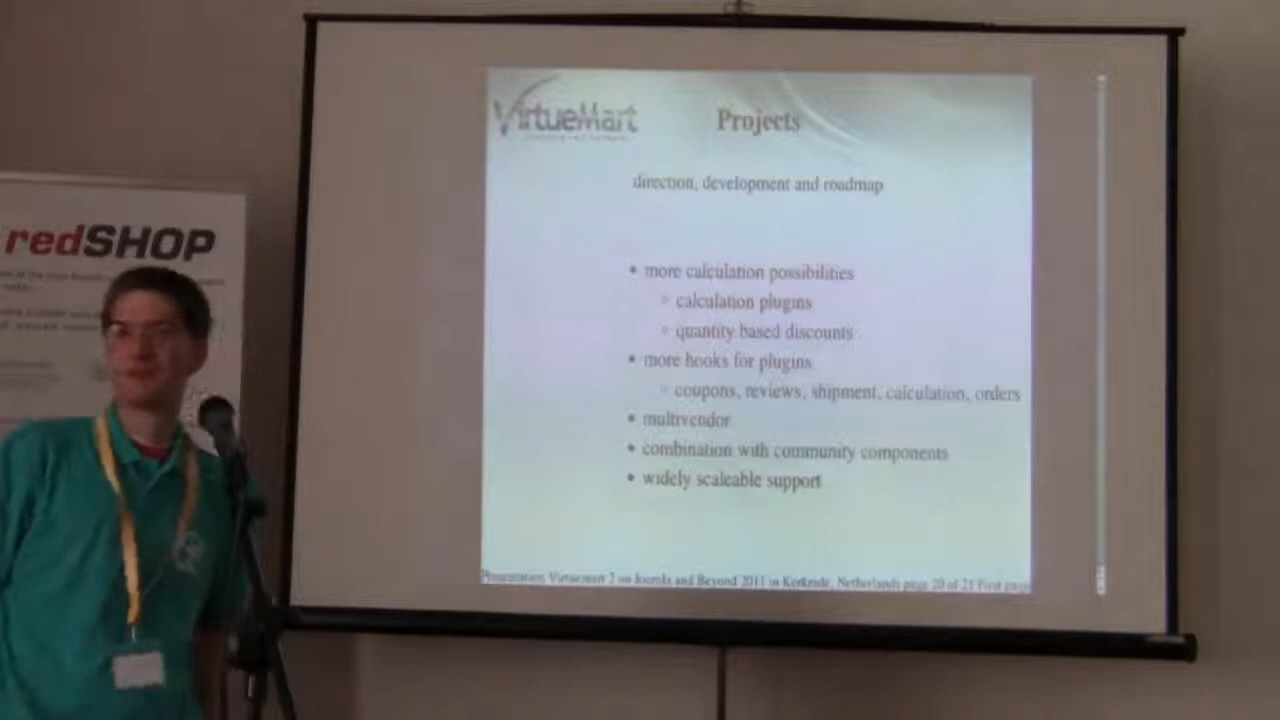 VirtueMart
Projects
direction, development and roadmap
• more calculation possibilities
◦ calculation plugins
◦ quantity based discounts
• more hooks for plugins
◦ coupons, reviews, shipment, calculation, orders
• multivendor
• combination with community components
• widely scaleable support
Presentation Virtuemart 2 on Joomla and Beyond 2011 in Kerkrade, Netherlands page 20 of 21 First page
redSHOP